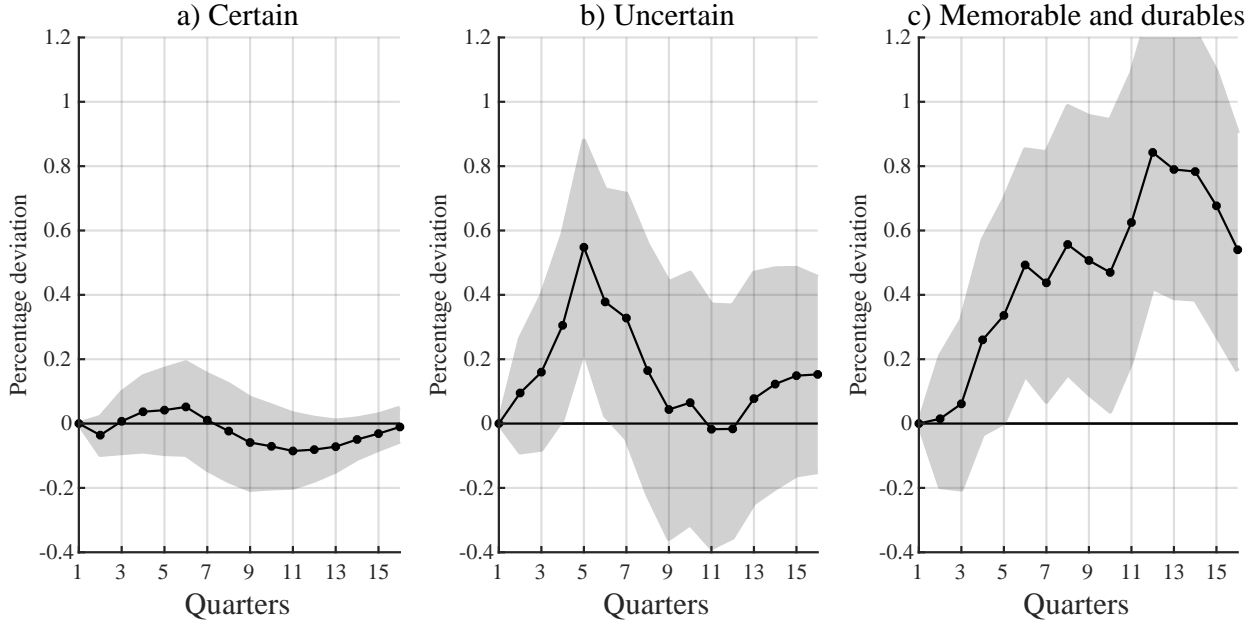 a) Certain
Percentage deviation
1.2
1
0.8
0.6
0.4
0.2
0
-0.2
-0.4
1 3 5 7 9 11 13 15
Quarters
b) Uncertain
Percentage deviation
1.2
1
0.8
0.6
0.4
0.2
0
-0.2
-0.4
1 3 5 7 9 11 13 15
Quarters
c) Memorable and durables
Percentage deviation
1.2
1
0.8
0.6
0.4
0.2
0
-0.2
-0.4
1 3 5 7 9 11 13 15
Quarters